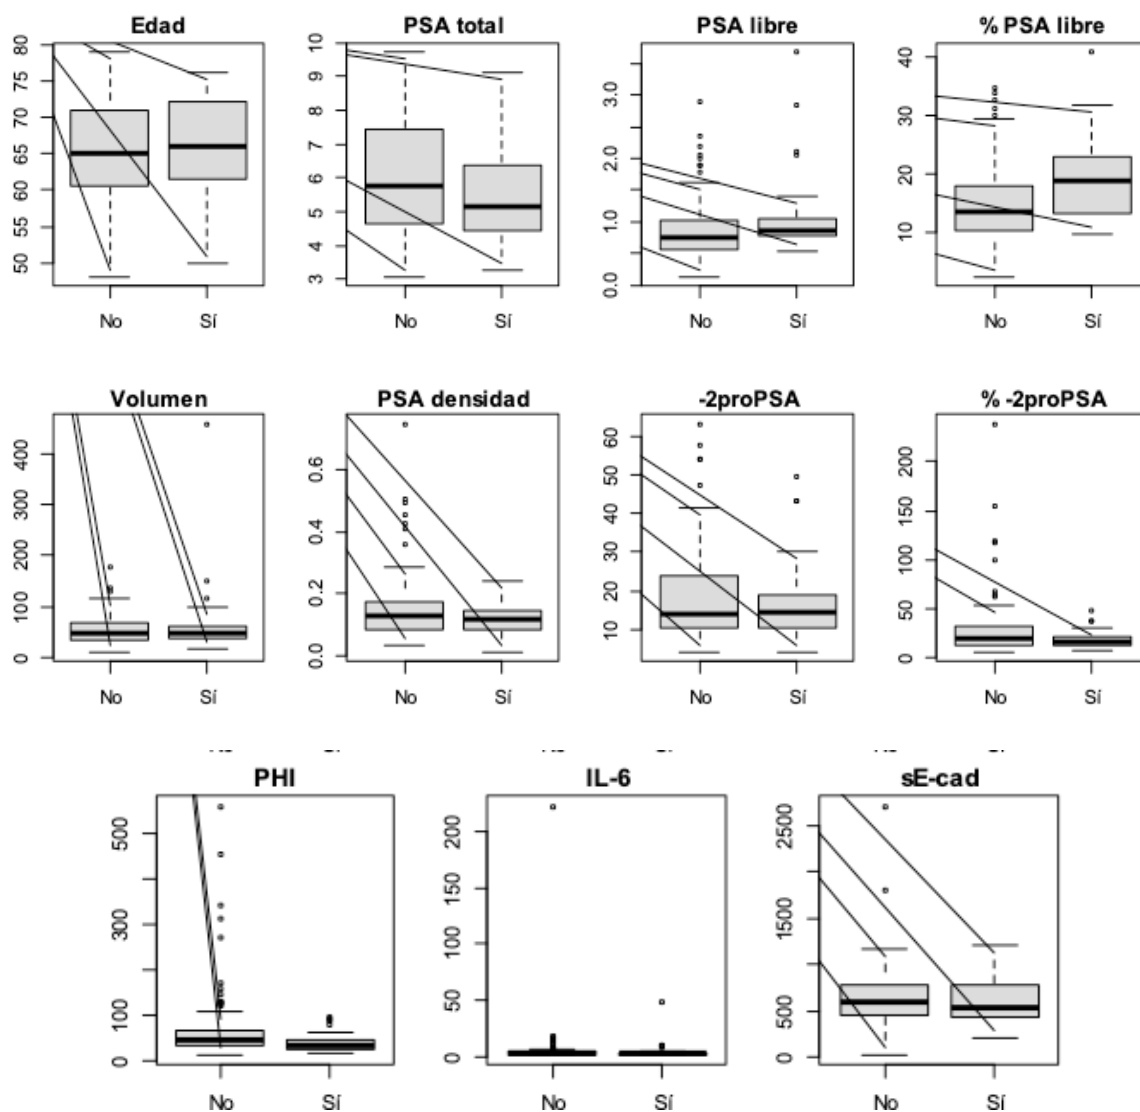 Edad PSA total PSA libre % PSA libre
80 10 3.0 40
75 9 2.0 30
70 8 1.0 20
65 7 0.0 10
60 6
55 5
50 4
3
No Sí No Sí No Sí No Sí
Volumen PSA densidad -2proPSA % -2proPSA
400 0.6 60 200
300 0.4 50 150
200 0.2 40 100
100 0.0 30 50
0 20 0
10
No Sí No Sí No Sí No Sí
PHI IL-6 sE-cad
500 200 2500
300 150 1500
100 100 500
0 50 0
0
No Sí No Sí No Sí